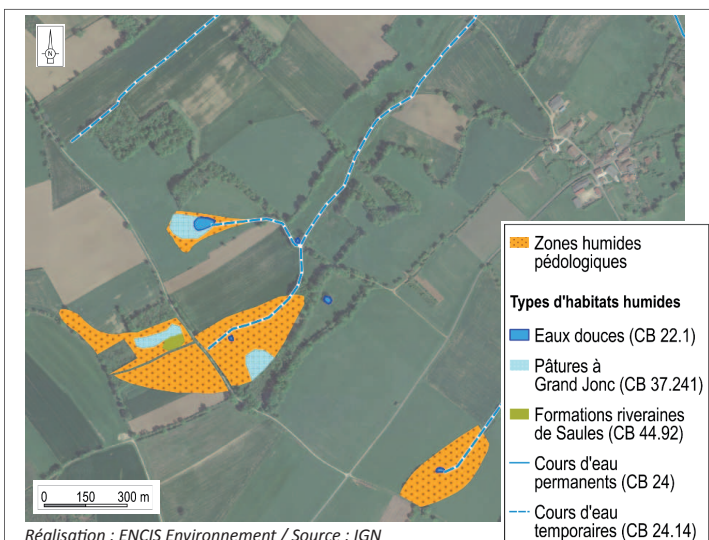 N
Zones humides
pédologiques
Types d'habitats humides
Eaux douces (CB 22.1)
Pâtures à
Grand Jonc (CB 37.241)
Formations riveraines
de Saules (CB 44.92)
Cours d'eau
permanents (CB 24)
Cours d'eau
temporaires (CB 24.14)
0 150 300 m
Réalisation : ENCIS Environnement / Source : IGN